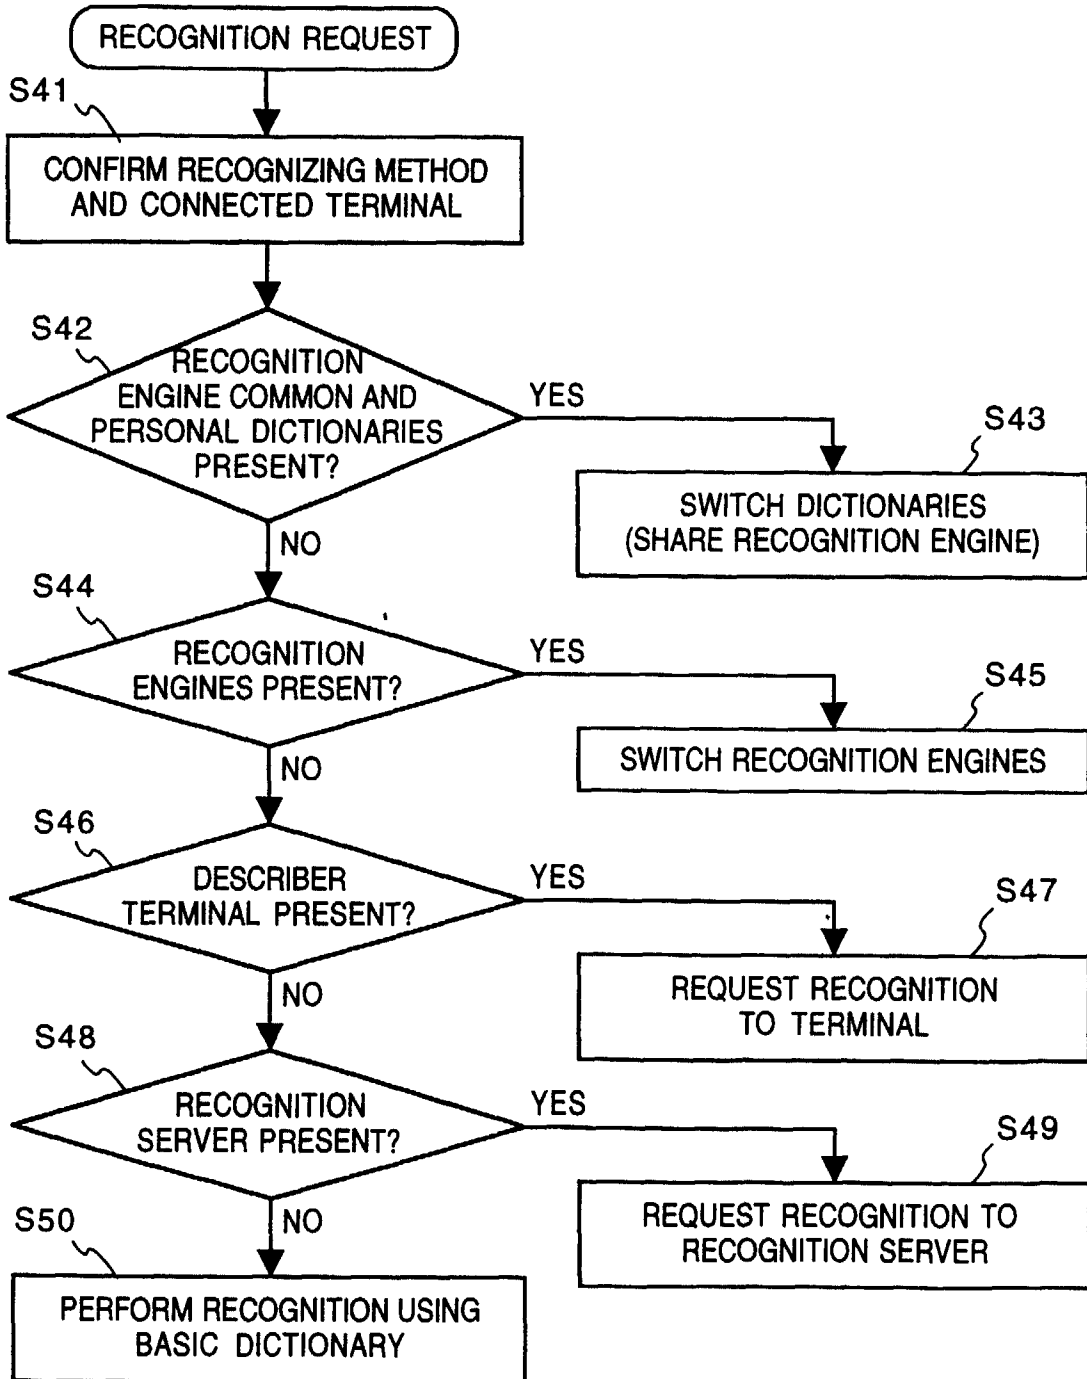 RECOGNITION REQUEST
S41
CONFIRM RECOGNIZING METHOD
AND CONNECTED TERMINAL
S42
RECOGNITION
ENGINE COMMON AND
PERSONAL DICTIONARIES
PRESENT?
YES
S43
SWITCH DICTIONARIES
(SHARE RECOGNITION ENGINE)
NO
S44
RECOGNITION
ENGINES PRESENT?
YES
S45
SWITCH RECOGNITION ENGINES
NO
S46
DESCRIBER
TERMINAL PRESENT?
YES
S47
REQUEST RECOGNITION
TO TERMINAL
NO
S48
RECOGNITION
SERVER PRESENT?
YES
S49
REQUEST RECOGNITION TO
RECOGNITION SERVER
NO
S50
PERFORM RECOGNITION USING
BASIC DICTIONARY